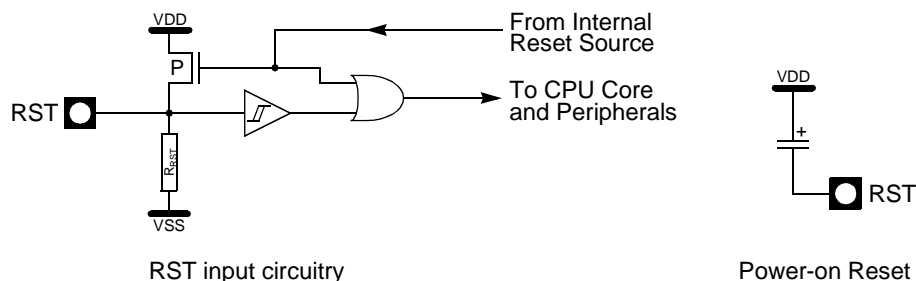 VDD
From Internal
Reset Source
P
To CPU Core
and Peripherals
RST
RRST
VSS
VDD
+
RST
RST input circuitry
Power-on Reset